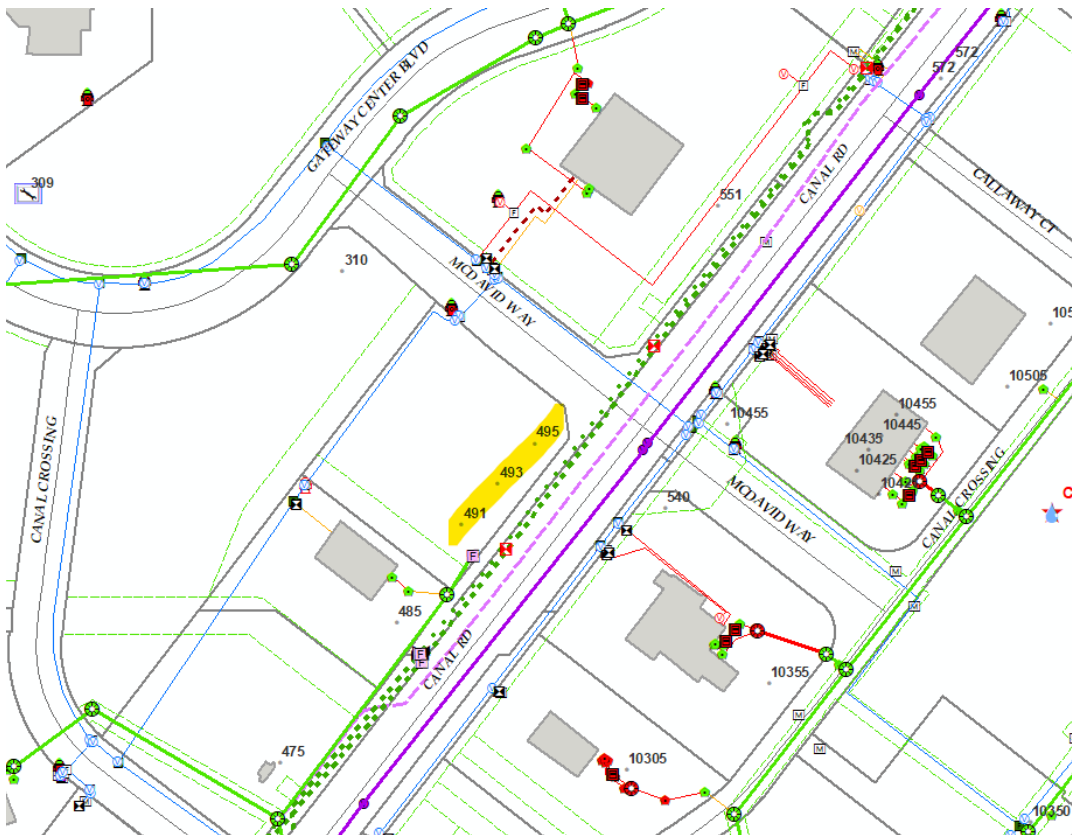 GATEWAY CENTER BLVD
572
572
309
CANAL RD
CALLAWAY CT
551
310
MCDAVID WAY
10505
10455
10455
495
10445
10435
10425
493
CANAL CROSSING
CANAL CROSSING
491
540
MCDAVID WAY
485
CANAL RD
10355
475
10305
10350